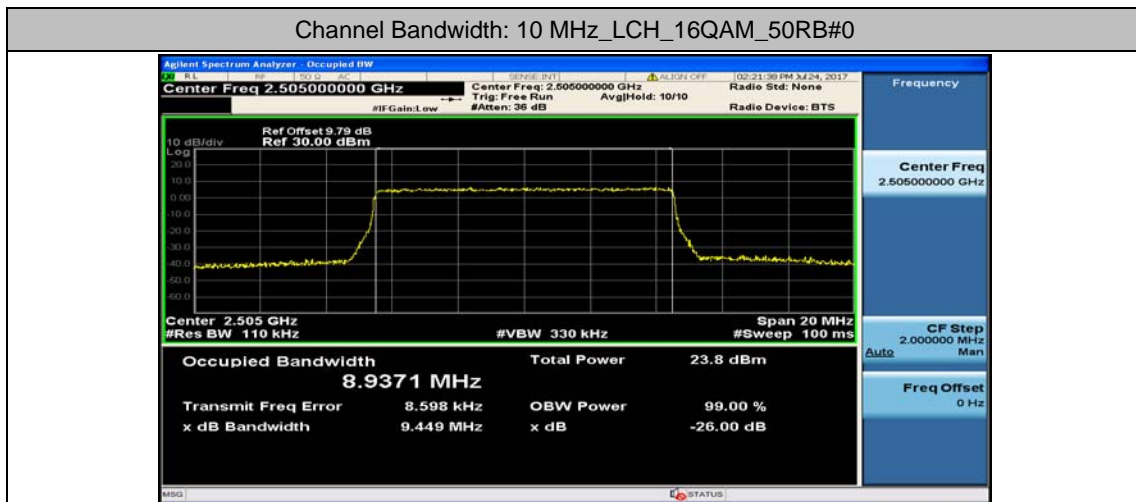 Channel Bandwidth: 10 MHz_LCH_16QAM_50RB#0
Agilent Spectrum Analyzer - Occupied BW
RL RF 50 Ω AC SENSE:INT ALIGN OFF 02:21:38 PM Jul 24, 2017
Center Freq 2.505000000 GHz
Center Freq: 2.505000000 GHz
Radio Std: None
Trig: Free Run Avg|Hold: 10/10
#IFGain:Low #Atten: 36 dB Radio Device: BTS
Frequency
Ref Offset 9.79 dB
10 dB/div Ref 30.00 dBm
Log
20.0
10.0
0.00
-10.0
-20.0
-30.0
-40.0
-50.0
-60.0
Center 2.505 GHz Span 20 MHz
#Res BW 110 kHz #VBW 330 kHz #Sweep 100 ms
Occupied Bandwidth Total Power 23.8 dBm
8.9371 MHz
Transmit Freq Error 8.598 kHz OBW Power 99.00 %
x dB Bandwidth 9.449 MHz x dB -26.00 dB
Center Freq
2.505000000 GHz
CF Step
2.000000 MHz
Auto Man
Freq Offset
0 Hz
MSG STATUS